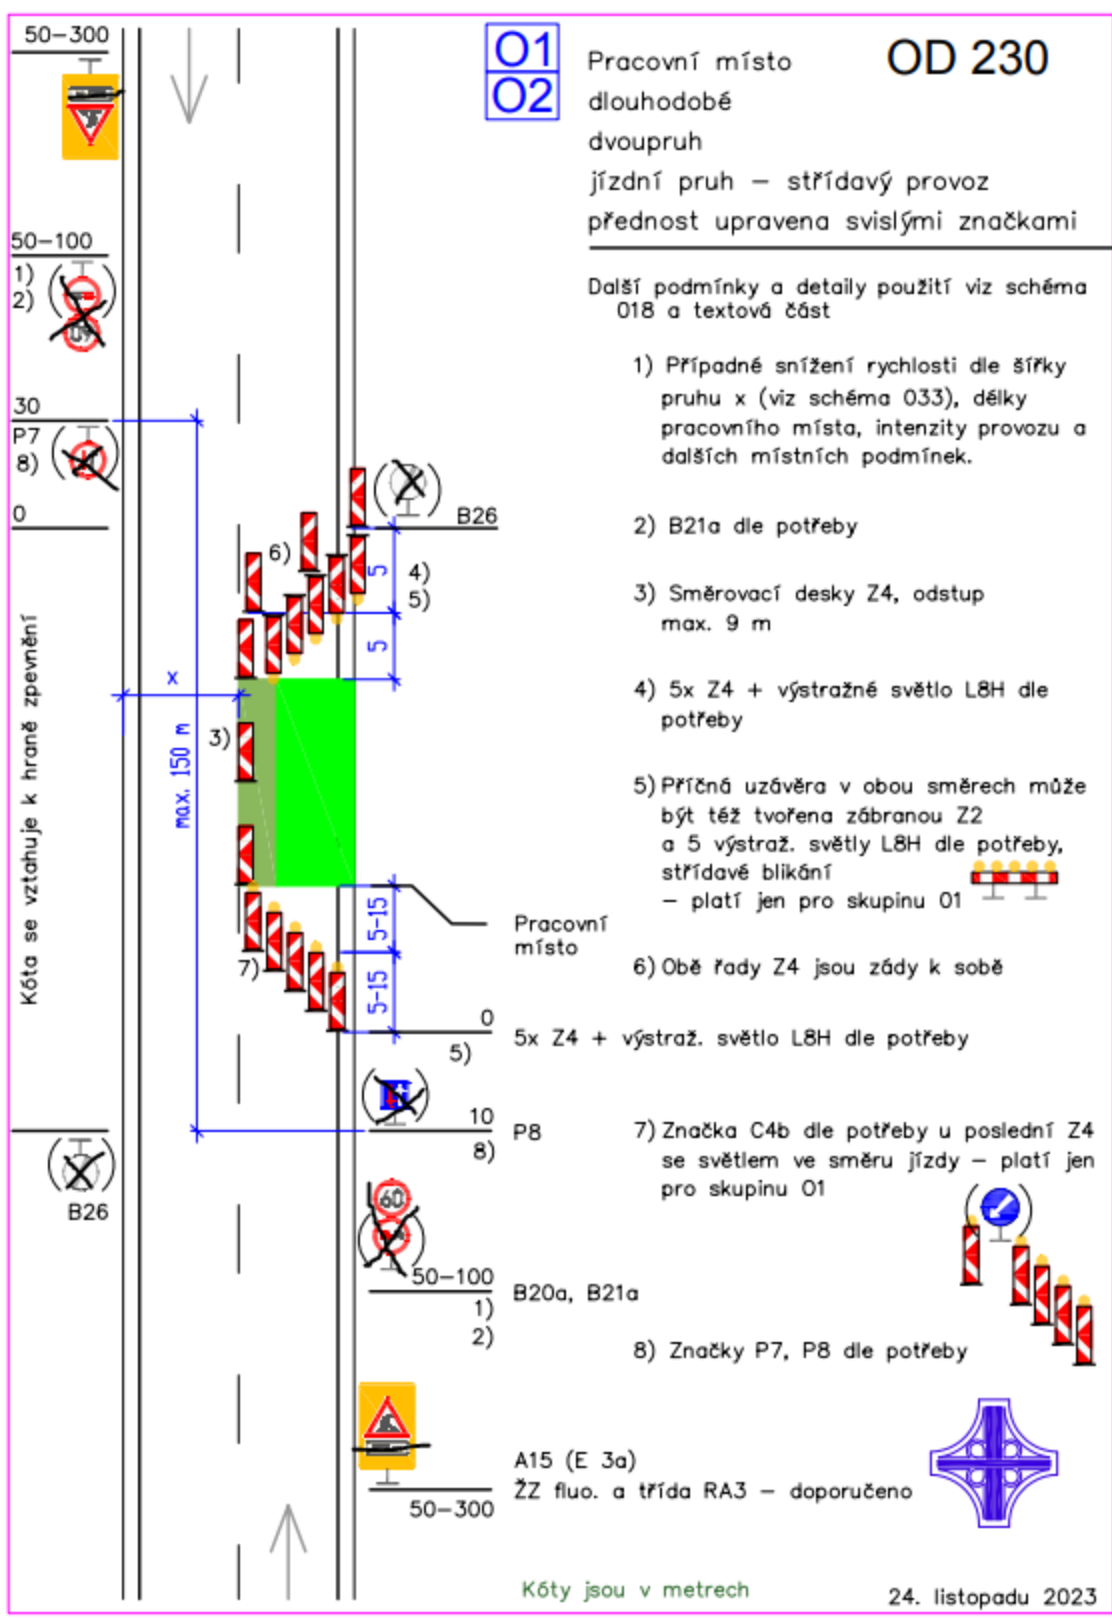 50-300
O1
O2
Pracovní místo
OD 230
dlouhodobé
dvoupruh
jízdní pruh – střídavý provoz
přednost upravena svislými značkami
Další podmínky a detaily použití viz schéma
018 a textová část
50-100
1)
2)
1) Případné snížení rychlosti dle šířky
pruhu x (viz schéma 033), délky
pracovního místa, intenzity provozu a
dalších místních podmínek.
30
P7
8)
0
B26
2) B21a dle potřeby
6)
5
4)
5)
3) Směrovací desky Z4, odstup
max. 9 m
5
x
3)
max. 150 m
Kóta se vztahuje k hraně zpevnění
4) 5x Z4 + výstražné světlo L8H dle
potřeby
5) Příčná uzávěra v obou směrech může
být též tvořena zábranou Z2
a 5 výstraž. světly L8H dle potřeby,
střídavé blikání
– platí jen pro skupinu 01
5-15
Pracovní
místo
7)
5-15
6) Obě řady Z4 jsou zády k sobě
0
5)
5x Z4 + výstraž. světlo L8H dle potřeby
10
P8
8)
7) Značka C4b dle potřeby u poslední Z4
se světlem ve směru jízdy – platí jen
pro skupinu 01
B26
60
50-100
B20a, B21a
1)
2)
8) Značky P7, P8 dle potřeby
A15 (E 3a)
ŽZ fluo. a třída RA3 – doporučeno
50-300
Kóty jsou v metrech
24. listopadu 2023